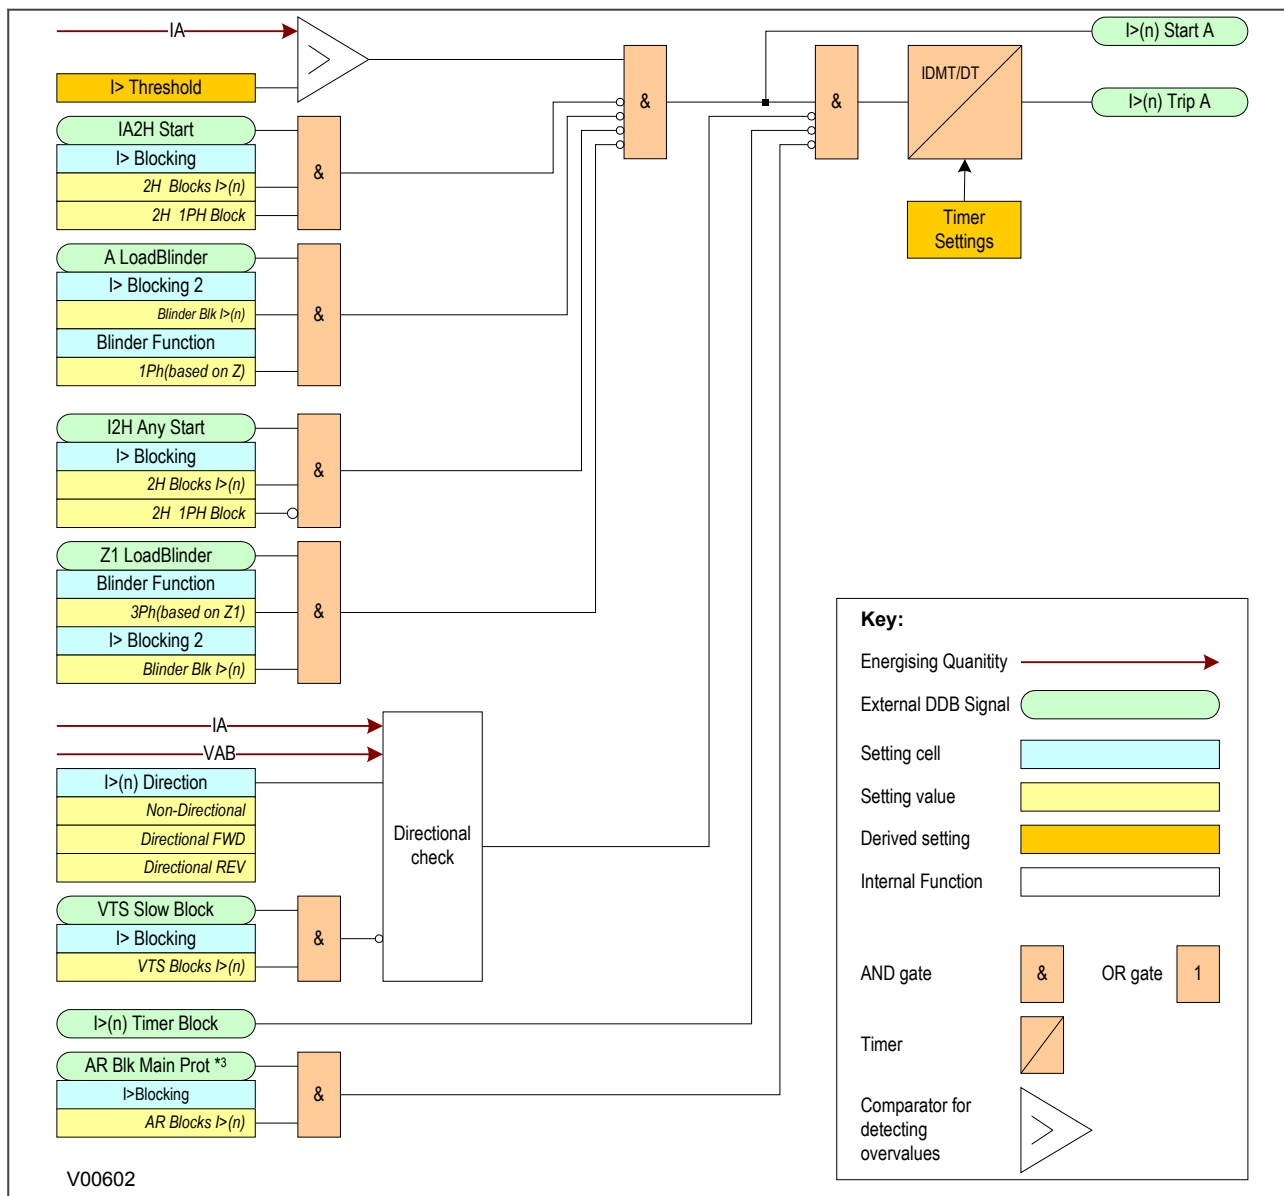 IA
I> Threshold
IA2H Start
I> Blocking
2H Blocks I>(n)
2H 1PH Block
&
A LoadBlinder
I> Blocking 2
Blinder Blk I>(n)
Blinder Function
1Ph(based on Z)
&
I2H Any Start
I> Blocking
2H Blocks I>(n)
2H 1PH Block
&
Z1 LoadBlinder
Blinder Function
3Ph(based on Z1)
I> Blocking 2
Blinder Blk I>(n)
&
IA
VAB
I>(n) Direction
Non-Directional
Directional FWD
Directional REV
Directional
check
VTS Slow Block
I> Blocking
VTS Blocks I>(n)
&
I>(n) Timer Block
AR Blk Main Prot *3
I>Blocking
AR Blocks I>(n)
&
&
&
IDMT/DT
Timer
Settings
I>(n) Start A
I>(n) Trip A
Key:
Energising Quanitity
External DDB Signal
Setting cell
Setting value
Derived setting
Internal Function
AND gate
&
OR gate
1
Timer
Comparator for
detecting
overvalues
V00602